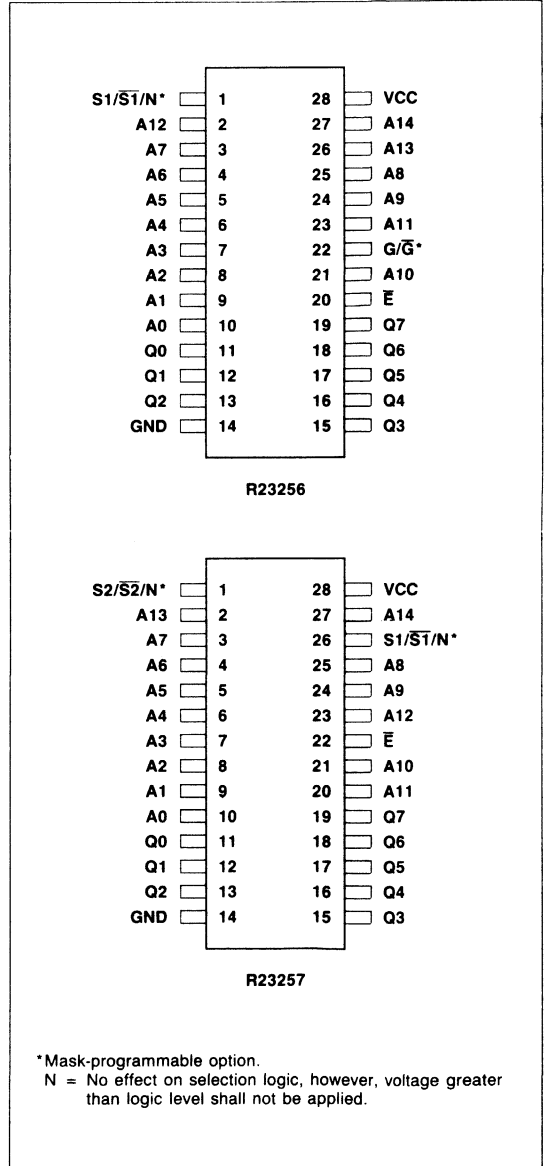 S1/S̅1̅/N* 1 28 VCC
A12 2 27 A14
A7 3 26 A13
A6 4 25 A8
A5 5 24 A9
A4 6 23 A11
A3 7 22 G/G̅*
A2 8 21 A10
A1 9 20 E̅
A0 10 19 Q7
Q0 11 18 Q6
Q1 12 17 Q5
Q2 13 16 Q4
GND 14 15 Q3
R23256
S2/S̅2̅/N* 1 28 VCC
A13 2 27 A14
A7 3 26 S1/S̅1̅/N*
A6 4 25 A8
A5 5 24 A9
A4 6 23 A12
A3 7 22 E̅
A2 8 21 A10
A1 9 20 A11
A0 10 19 Q7
Q0 11 18 Q6
Q1 12 17 Q5
Q2 13 16 Q4
GND 14 15 Q3
R23257
*Mask-programmable option.
N = No effect on selection logic, however, voltage greater
than logic level shall not be applied.